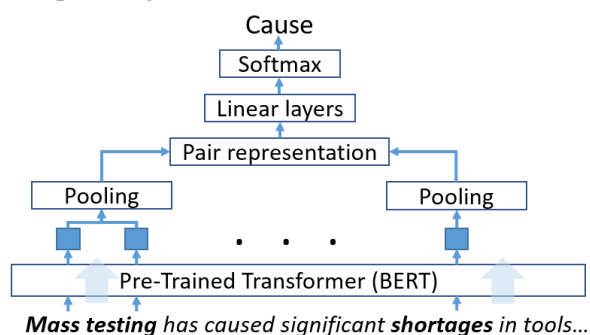 Cause
Softmax
Linear layers
Pair representation
Pooling Pooling
. . .
Pre-Trained Transformer (BERT)
Mass testing has caused significant shortages in tools...